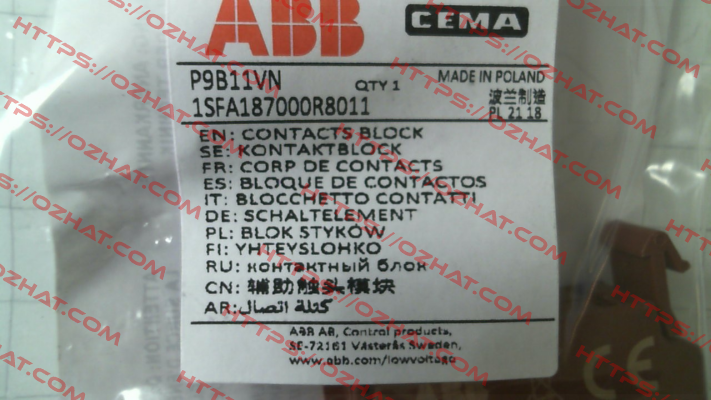 ABB CEMA
P9B11VN QTY 1 MADE IN POLAND
1SFA187000R8011 波兰制造
PL 21 18
EN: CONTACTS BLOCK
SE: KONTAKTBLOCK
FR: CORP DE CONTACTS
ES: BLOQUE DE CONTACTOS
IT: BLOCCHETTO CONTATTI
DE: SCHALTELEMENT
PL: BLOK STYKÓW
FI: YHTEYSLOHKO
RU: контактный блок
CN: 辅助触头模块
AR: كتلة اتصال
ABB AB, Control products,
SE-72161 Västerås Sweden,
www.abb.com/lowvoltage
CE
HTTPS://OZHAT.COM